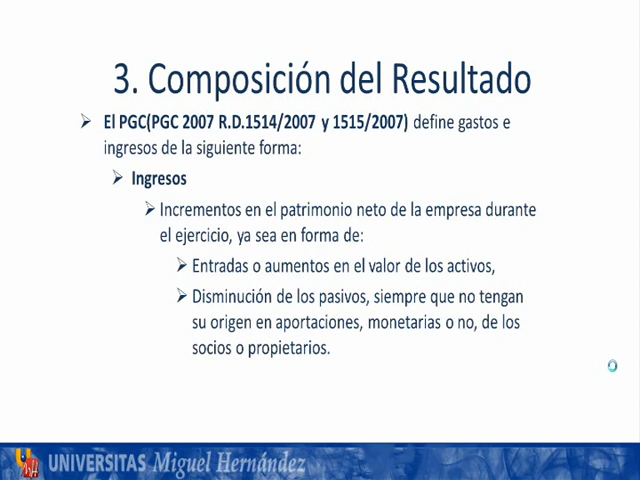 3. Composición del Resultado
El PGC(PGC 2007 R.D.1514/2007 y 1515/2007) define gastos e
ingresos de la siguiente forma:
Ingresos
Incrementos en el patrimonio neto de la empresa durante
el ejercicio, ya sea en forma de:
Entradas o aumentos en el valor de los activos,
Disminución de los pasivos, siempre que no tengan
su origen en aportaciones, monetarias o no, de los
socios o propietarios.
UNIVERSITAS Miguel Hernández